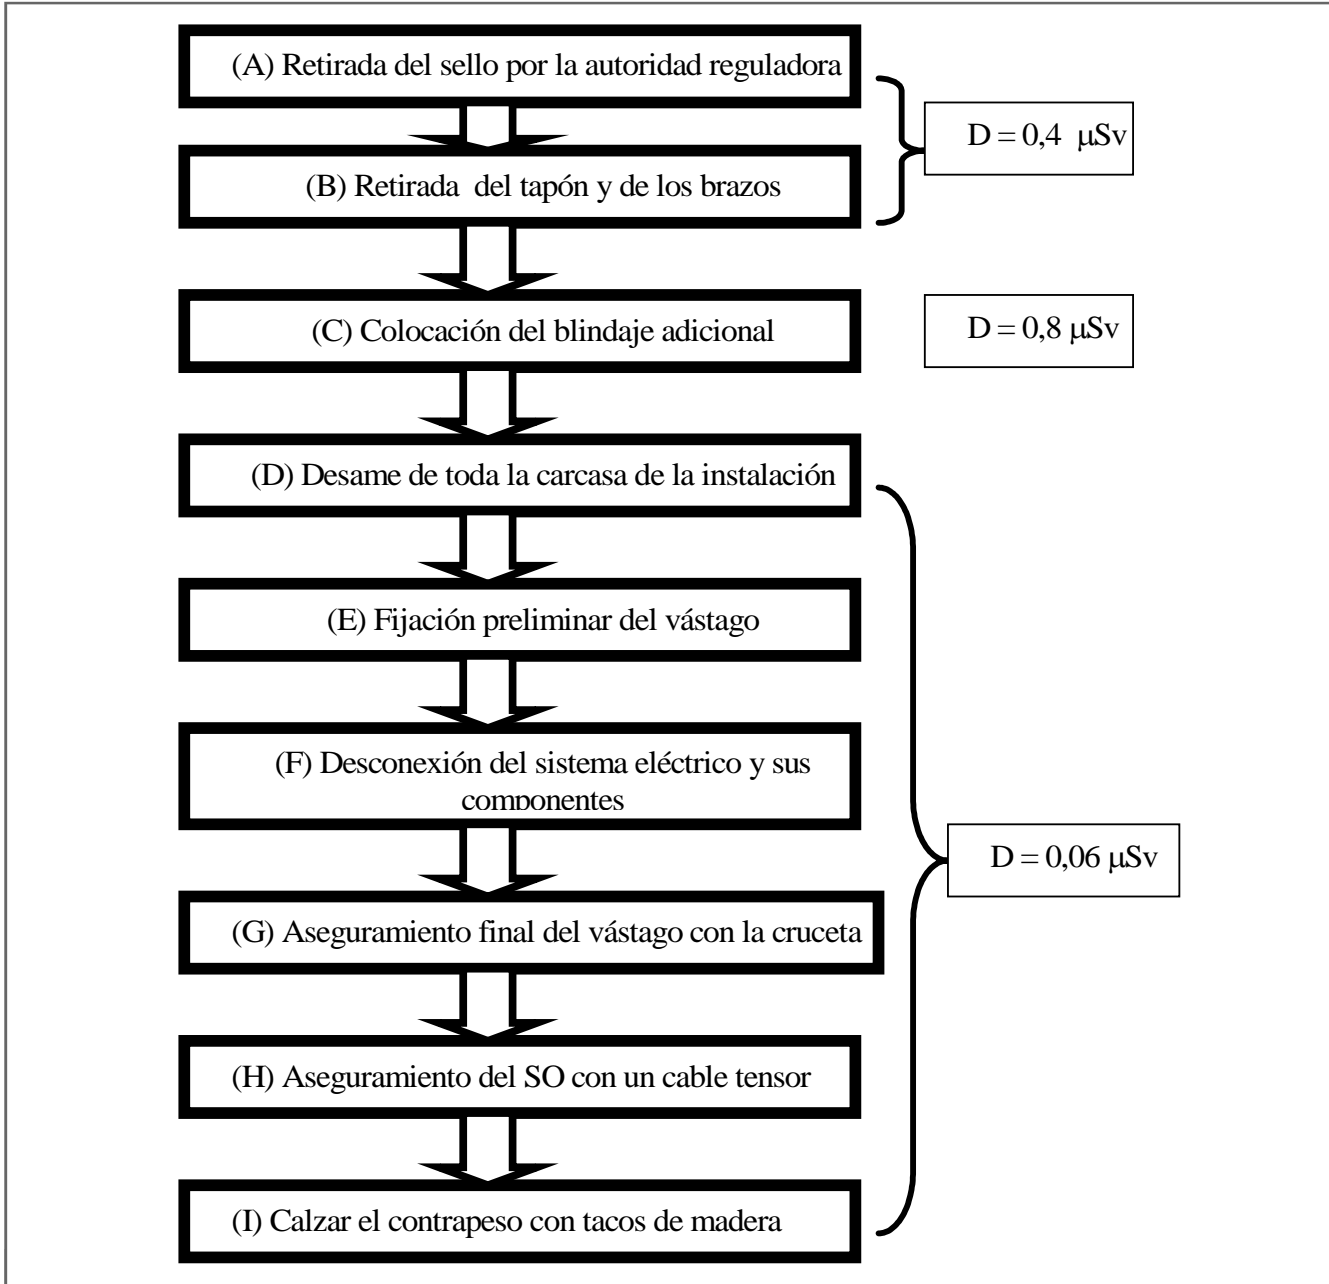 (A) Retirada del sello por la autoridad reguladora
D = 0,4 μSv
(B) Retirada del tapón y de los brazos
(C) Colocación del blindaje adicional
D = 0,8 μSv
(D) Desame de toda la carcasa de la instalación
(E) Fijación preliminar del vástago
(F) Desconexión del sistema eléctrico y sus
componentes
D = 0,06 μSv
(G) Aseguramiento final del vástago con la cruceta
(H) Aseguramiento del SO con un cable tensor
(I) Calzar el contrapeso con tacos de madera